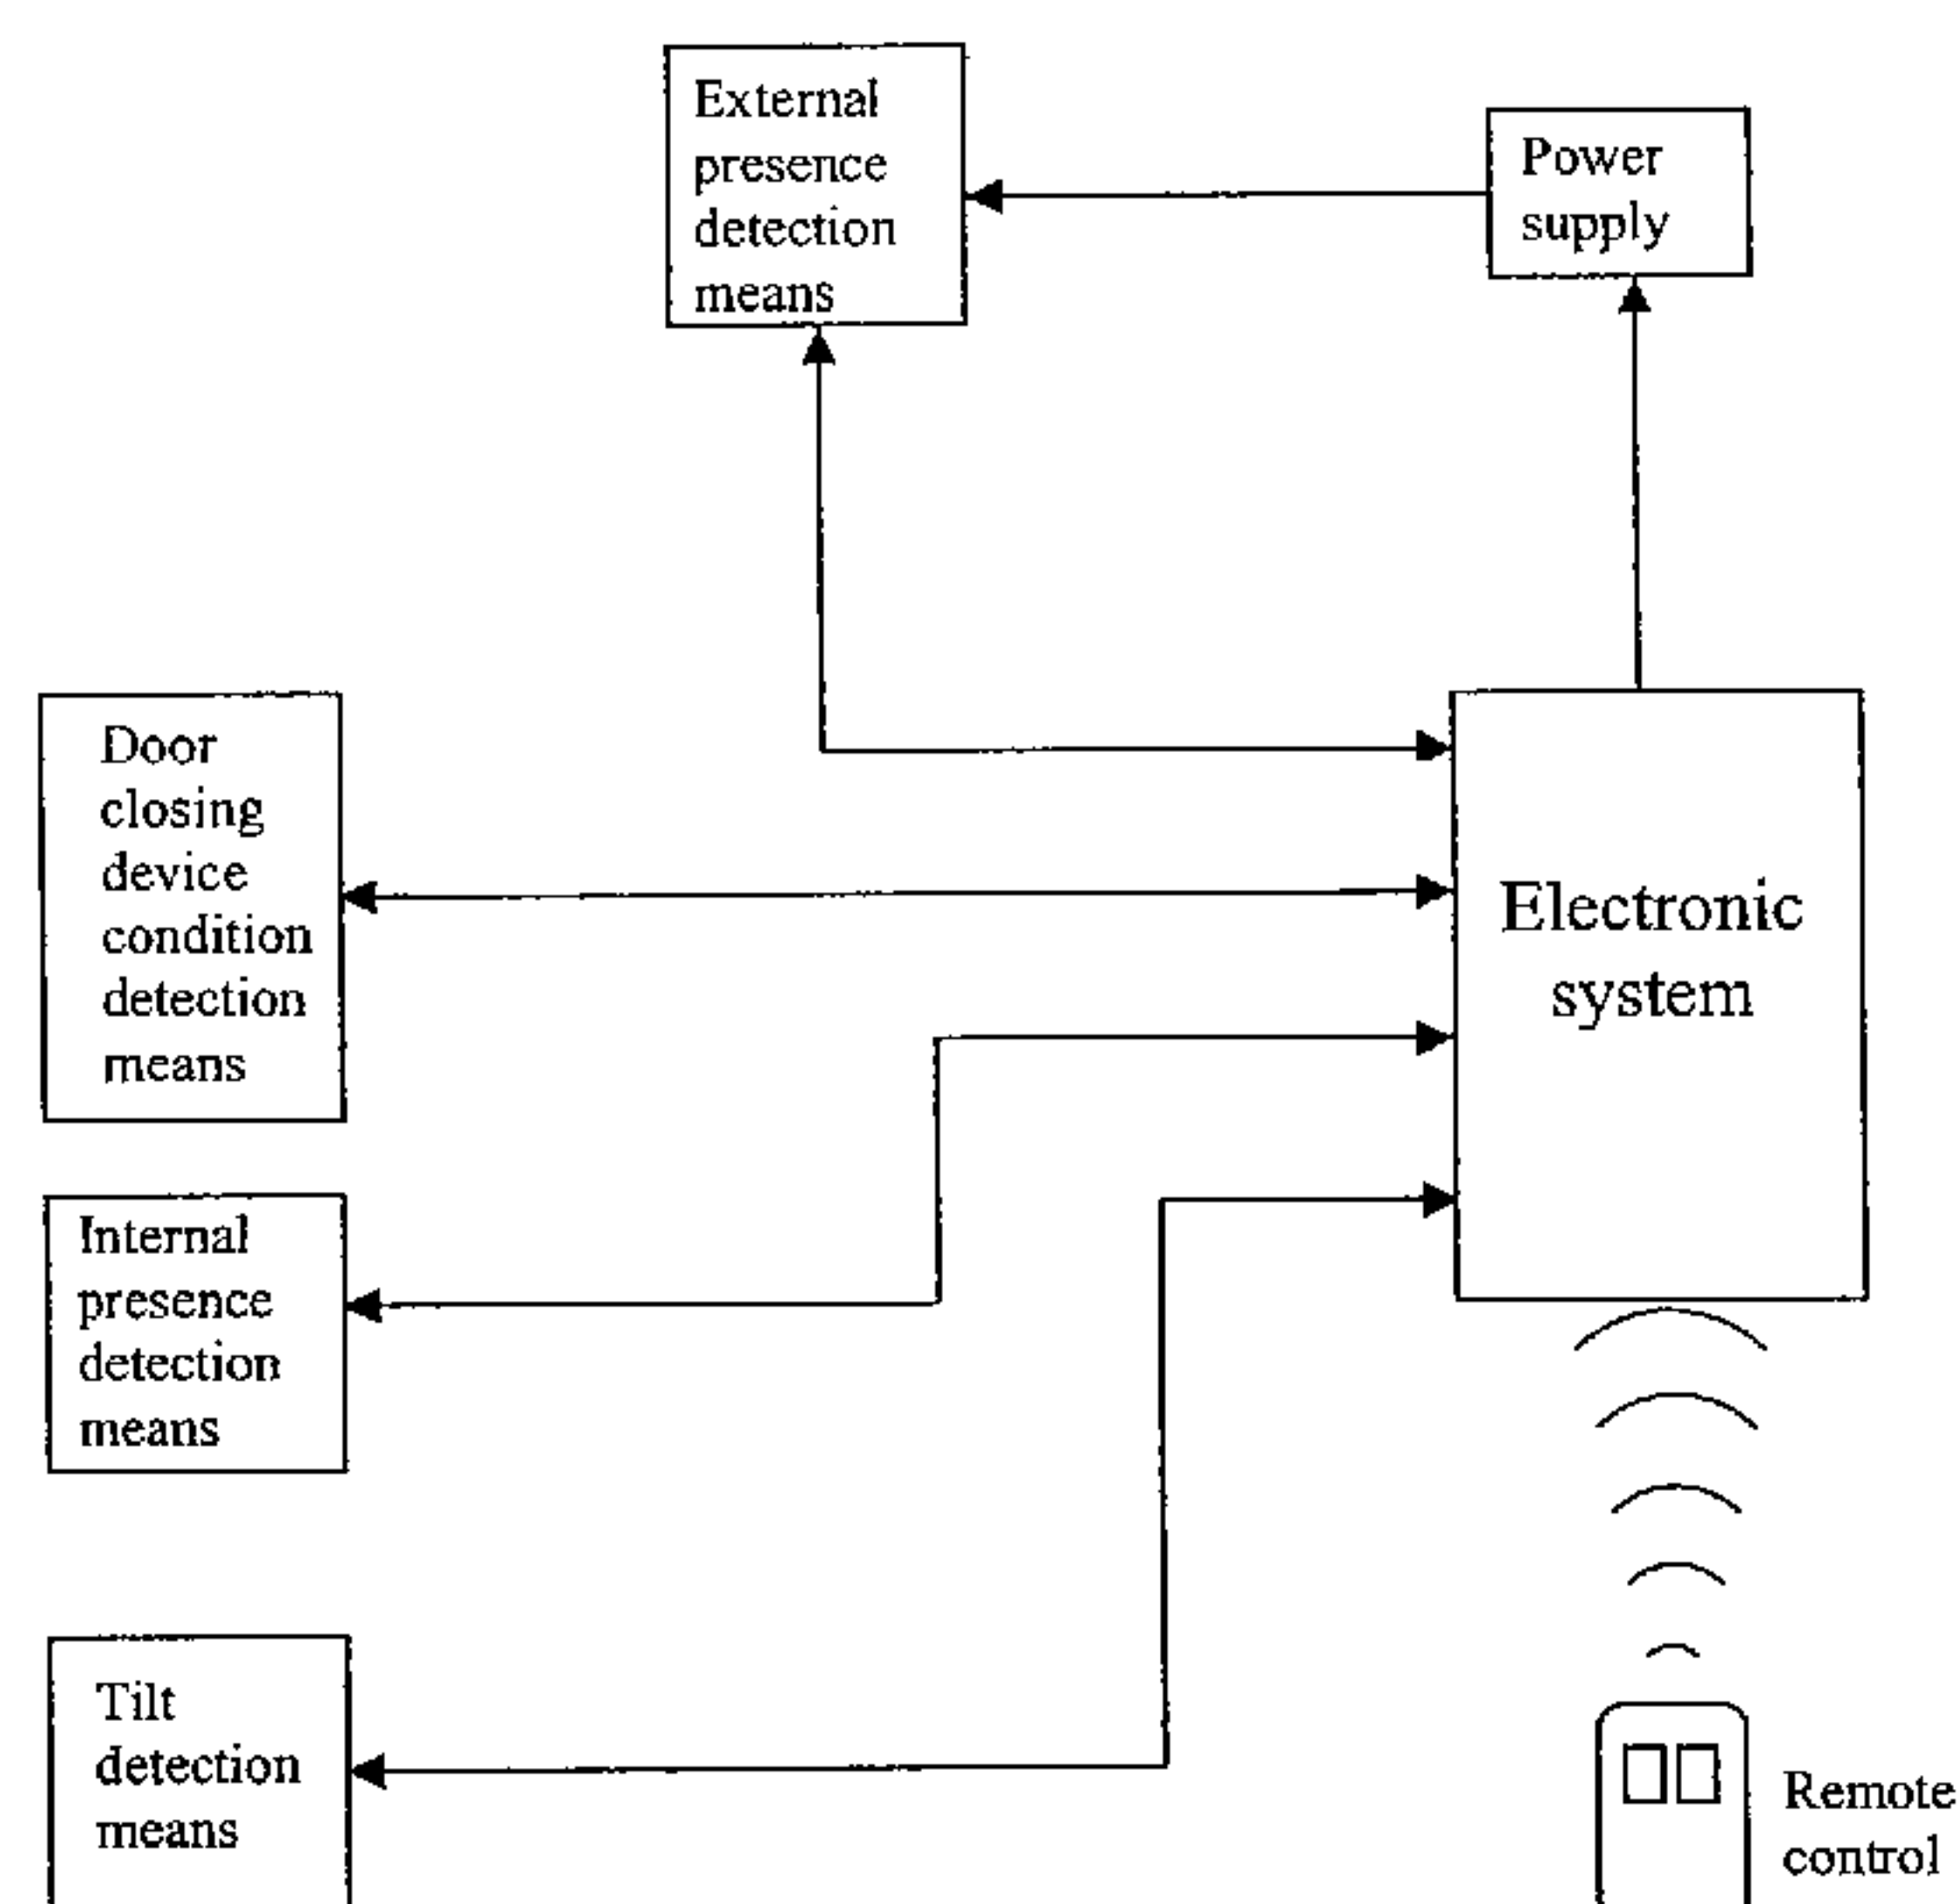 External
presence
detection
means
Power
supply
Door
closing
device
condition
detection
means
Electronic
system
Internal
presence
detection
means
Tilt
detection
means
Remote
control